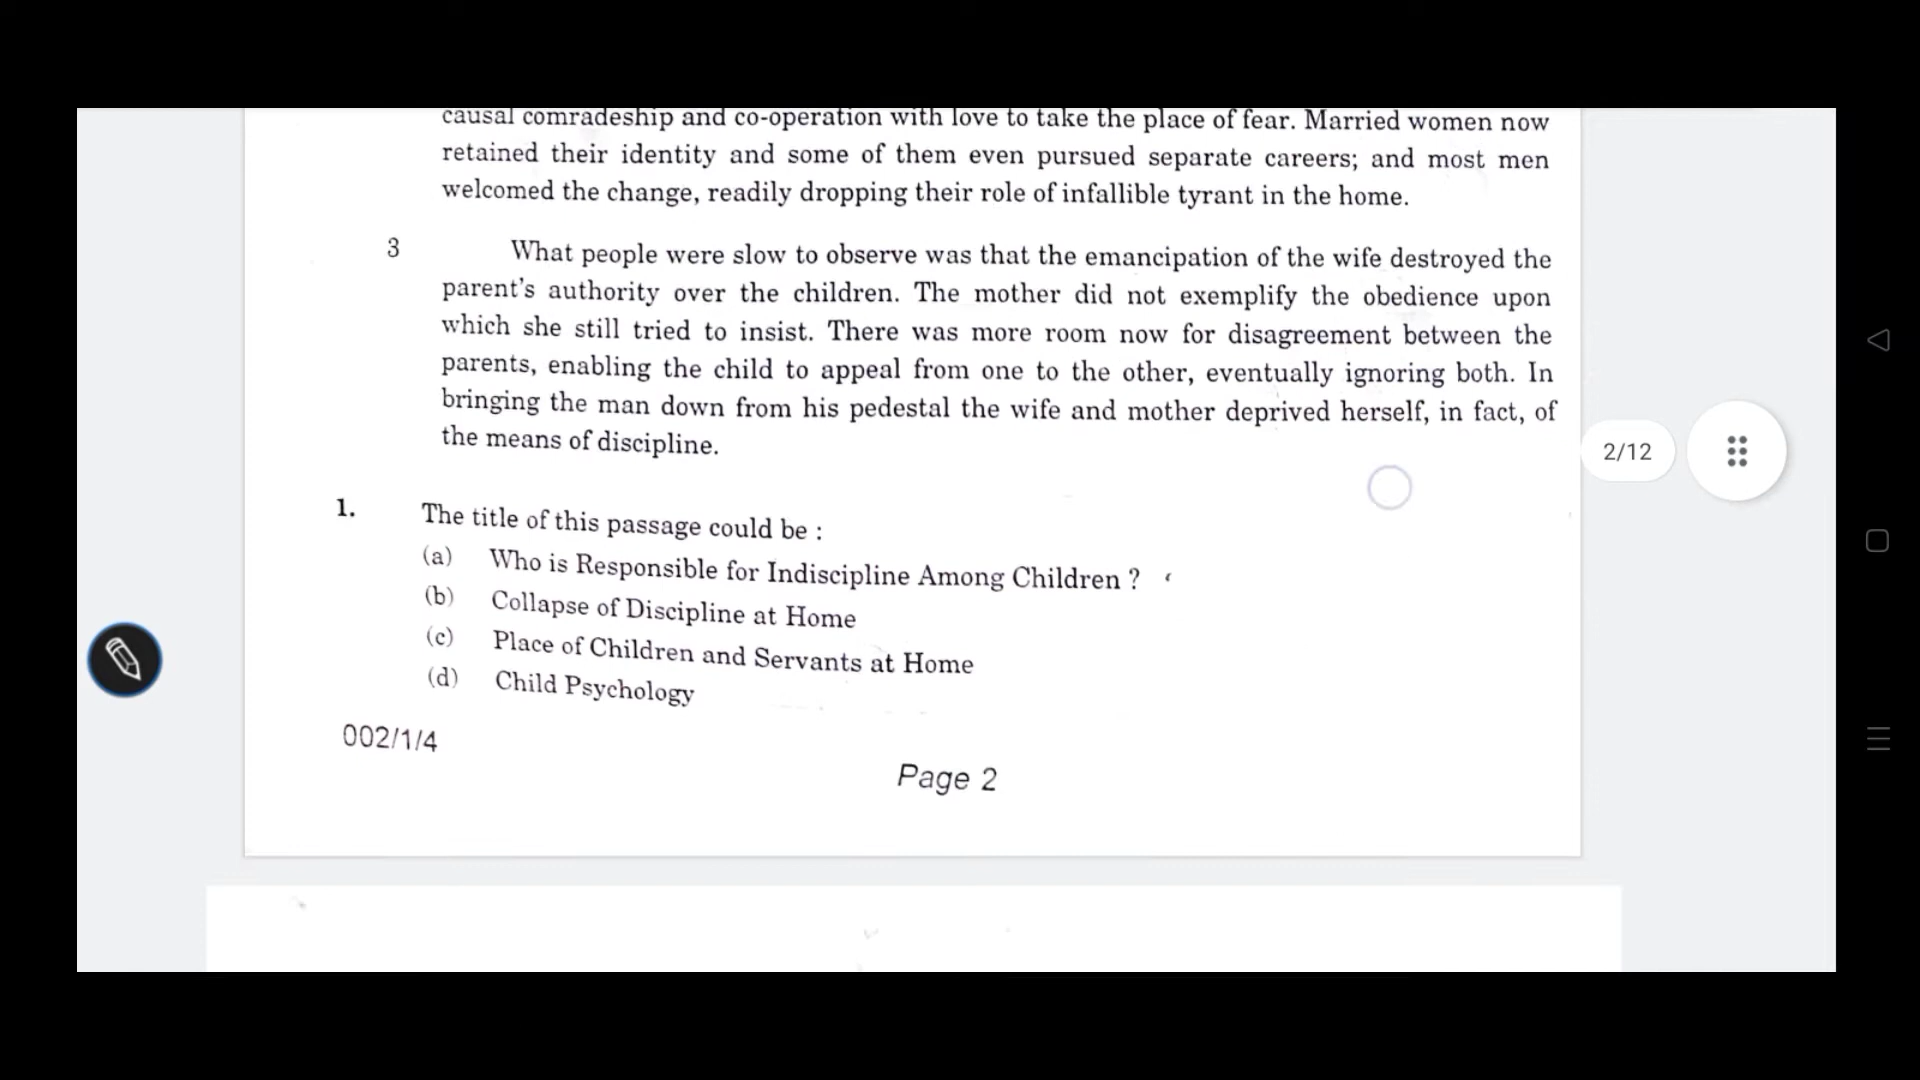 causal comradeship and co-operation with love to take the place of fear. Married women now
retained their identity and some of them even pursued separate careers; and most men
welcomed the change, readily dropping their role of infallible tyrant in the home.
3 What people were slow to observe was that the emancipation of the wife destroyed the
parent's authority over the children. The mother did not exemplify the obedience upon
which she still tried to insist. There was more room now for disagreement between the
parents, enabling the child to appeal from one to the other, eventually ignoring both. In
bringing the man down from his pedestal the wife and mother deprived herself, in fact, of
the means of discipline.
2/12
1. The title of this passage could be :
(a) Who is Responsible for Indiscipline Among Children ?
(b) Collapse of Discipline at Home
(c) Place of Children and Servants at Home
(d) Child Psychology
002/1/4
Page 2